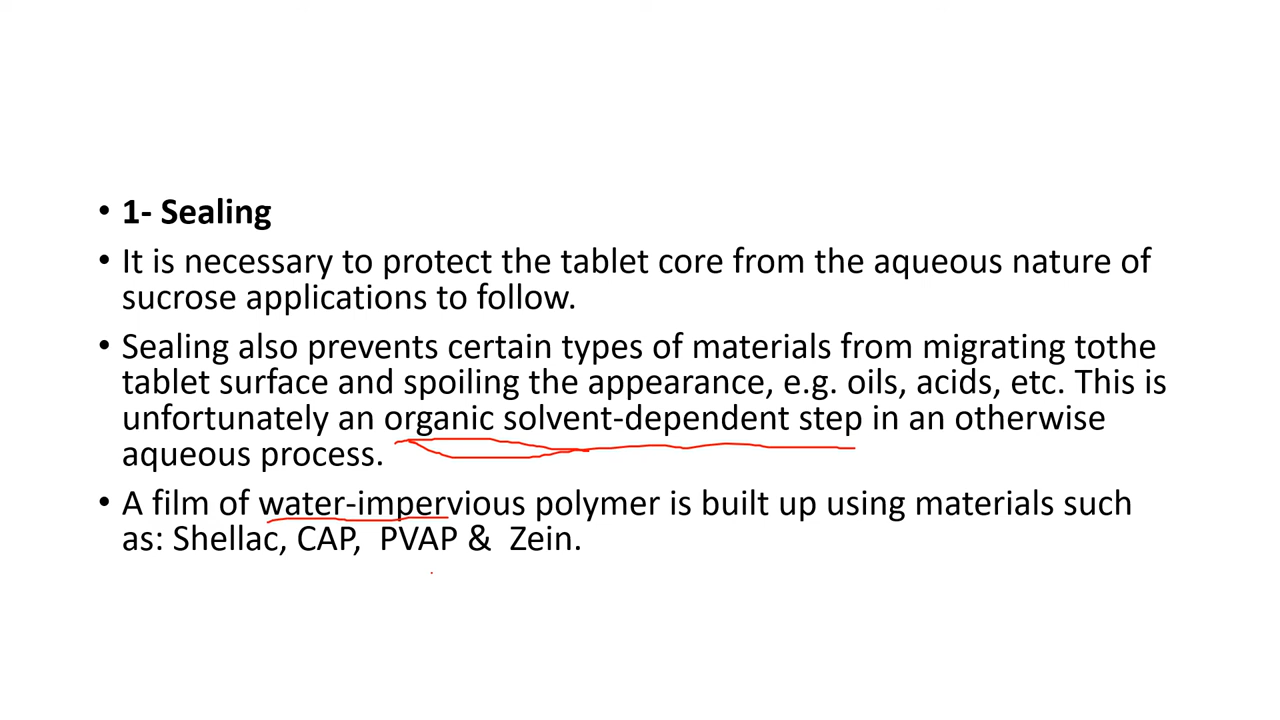 • 1- Sealing
• It is necessary to protect the tablet core from the aqueous nature of
sucrose applications to follow.
• Sealing also prevents certain types of materials from migrating tothe
tablet surface and spoiling the appearance, e.g. oils, acids, etc. This is
unfortunately an organic solvent-dependent step in an otherwise
aqueous process.
• A film of water-impervious polymer is built up using materials such
as: Shellac, CAP,  PVAP &  Zein.